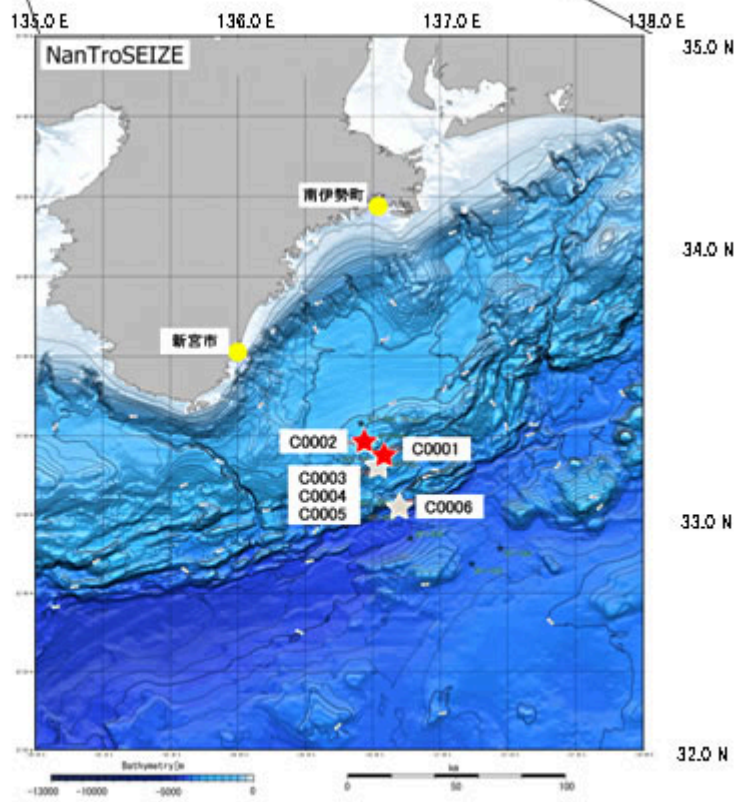 135.0 E 136.0 E 137.0 E 138.0 E
NanTroSEIZE
35.0 N
南伊勢町
34.0 N
新宮市
C0002
C0001
C0003
C0004
C0005
C0006
33.0 N
32.0 N
Bathymetry[m
-13000 -10000 -5000 0
km
0 50 100